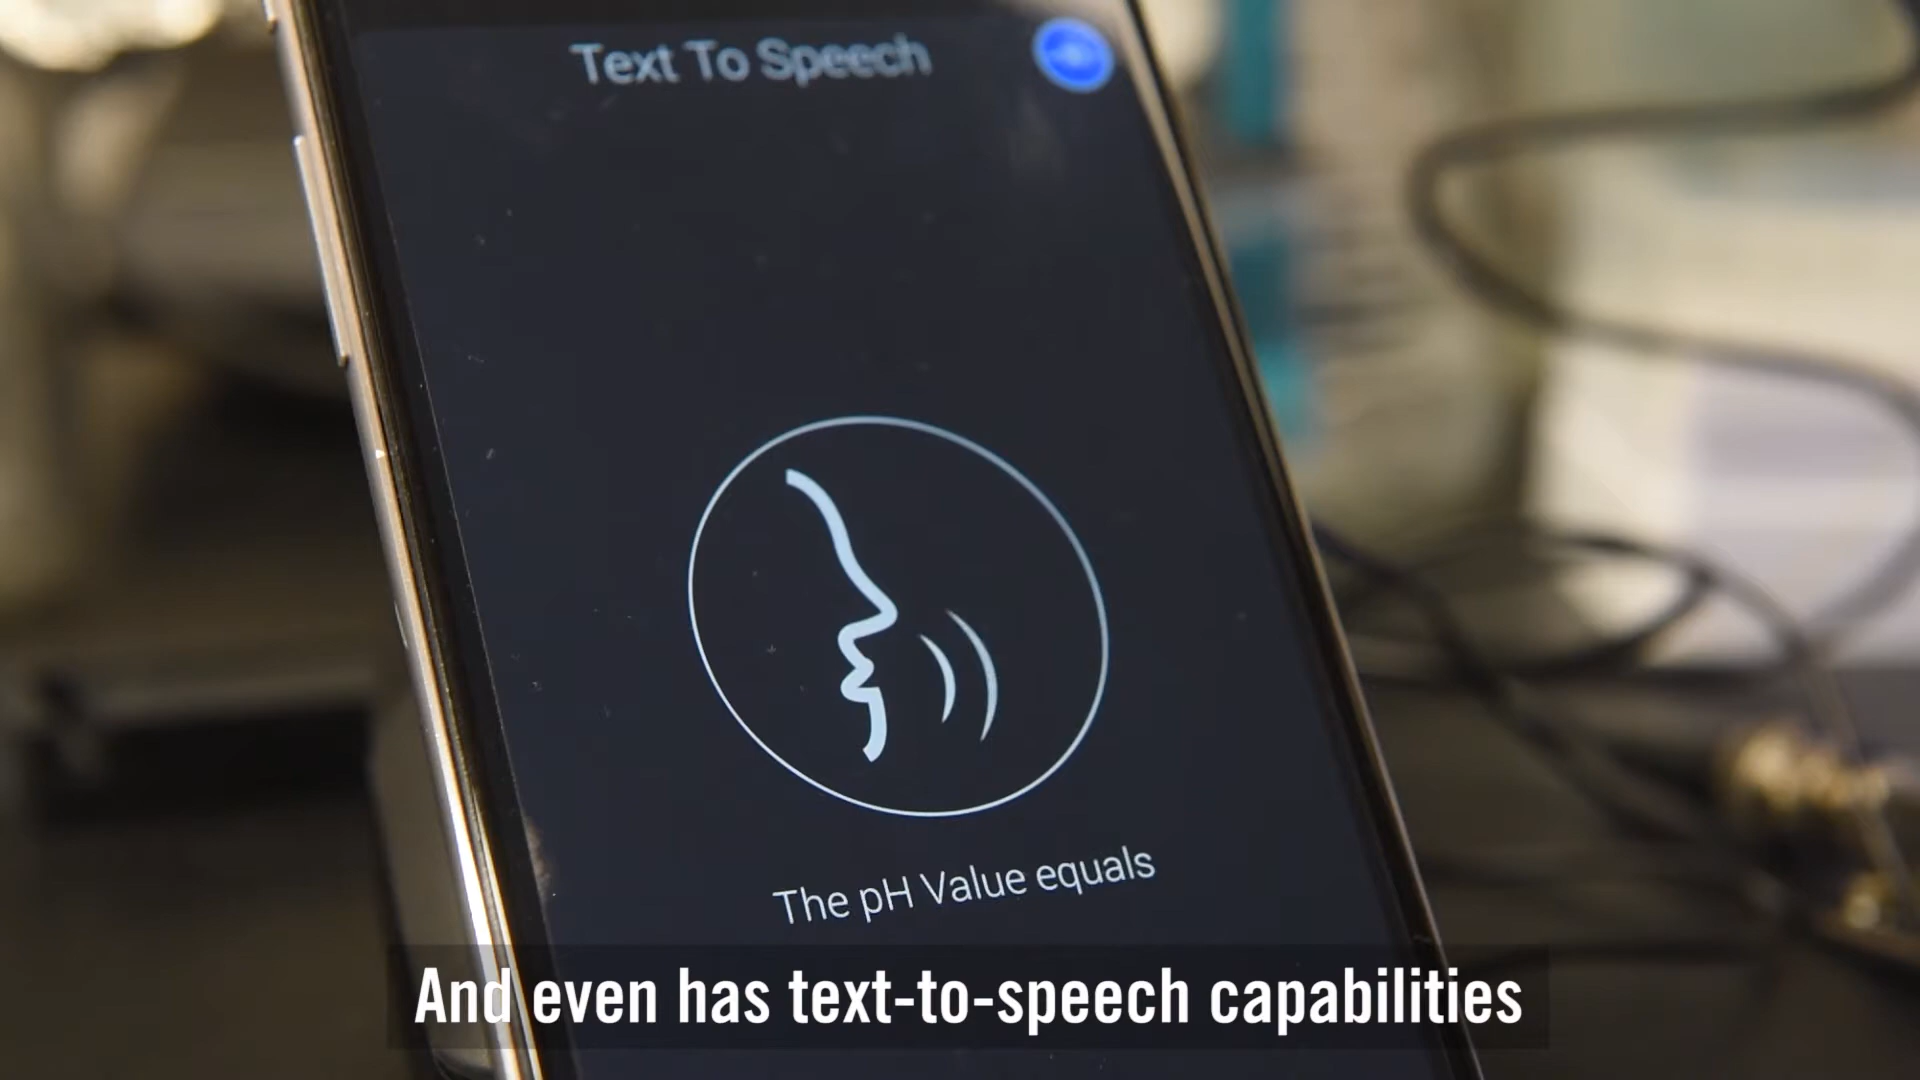 Text To Speech
The pH Value equals
And even has text-to-speech capabilities